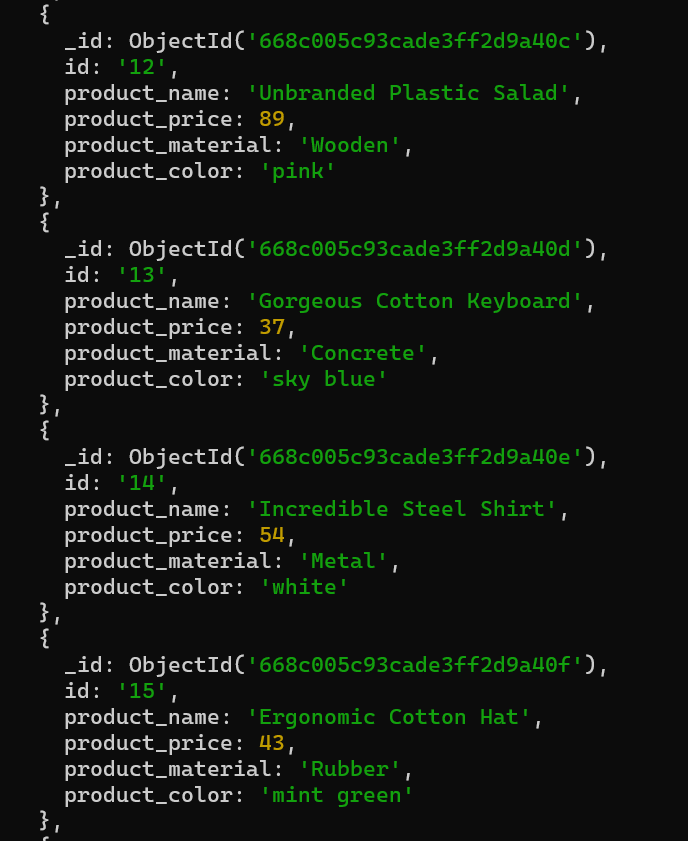 {
_id: ObjectId('668c005c93cade3ff2d9a40c'),
id: '12',
product_name: 'Unbranded Plastic Salad',
product_price: 89,
product_material: 'Wooden',
product_color: 'pink'
},
{
_id: ObjectId('668c005c93cade3ff2d9a40d'),
id: '13',
product_name: 'Gorgeous Cotton Keyboard',
product_price: 37,
product_material: 'Concrete',
product_color: 'sky blue'
},
{
_id: ObjectId('668c005c93cade3ff2d9a40e'),
id: '14',
product_name: 'Incredible Steel Shirt',
product_price: 54,
product_material: 'Metal',
product_color: 'white'
},
{
_id: ObjectId('668c005c93cade3ff2d9a40f'),
id: '15',
product_name: 'Ergonomic Cotton Hat',
product_price: 43,
product_material: 'Rubber',
product_color: 'mint green'
},